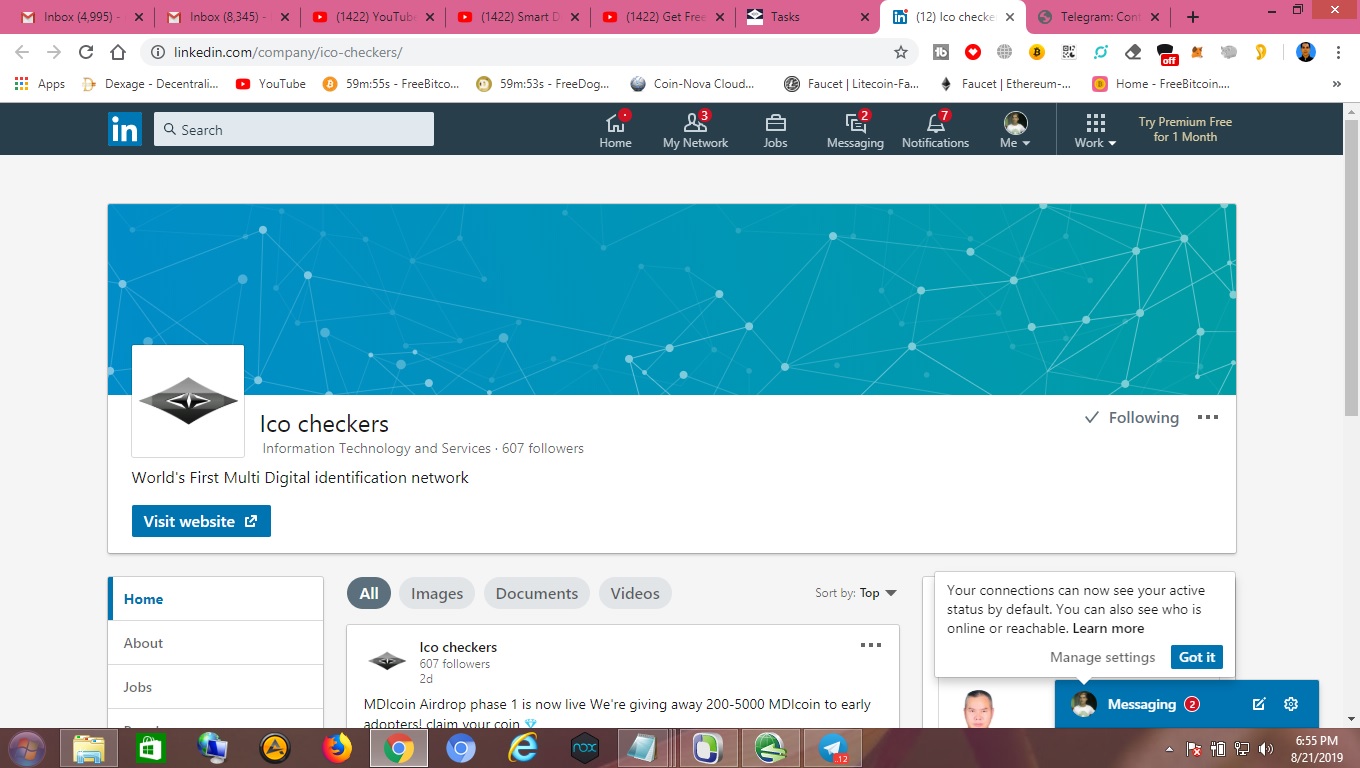 Inbox (4,995) -
Inbox (8,345) -
(1422) YouTube
(1422) Smart D
(1422) Get Free
Tasks
(12) Ico checke
Telegram: Cont
linkedin.com/company/ico-checkers/
off
Apps
Dexage - Decentrali...
YouTube
59m:55s - FreeBitco...
59m:53s - FreeDog...
Coin-Nova Cloud...
Faucet | Litecoin-Fa...
Faucet | Ethereum-...
Home - FreeBitcoin....
in
Search
Home
3
My Network
Jobs
2
Messaging
7
Notifications
Me
Work
Try Premium Free
for 1 Month
Ico checkers
Following
Information Technology and Services · 607 followers
World's First Multi Digital identification network
Visit website
Home
About
Jobs
All
Images
Documents
Videos
Sort by: Top
Ico checkers
607 followers
2d
MDIcoin Airdrop phase 1 is now live We're giving away 200-5000 MDIcoin to early
adopters! claim your coin 💎
Your connections can now see your active
status by default. You can also see who is
online or reachable. Learn more
Manage settings
Got it
Messaging
2
nox
12
6:55 PM
8/21/2019